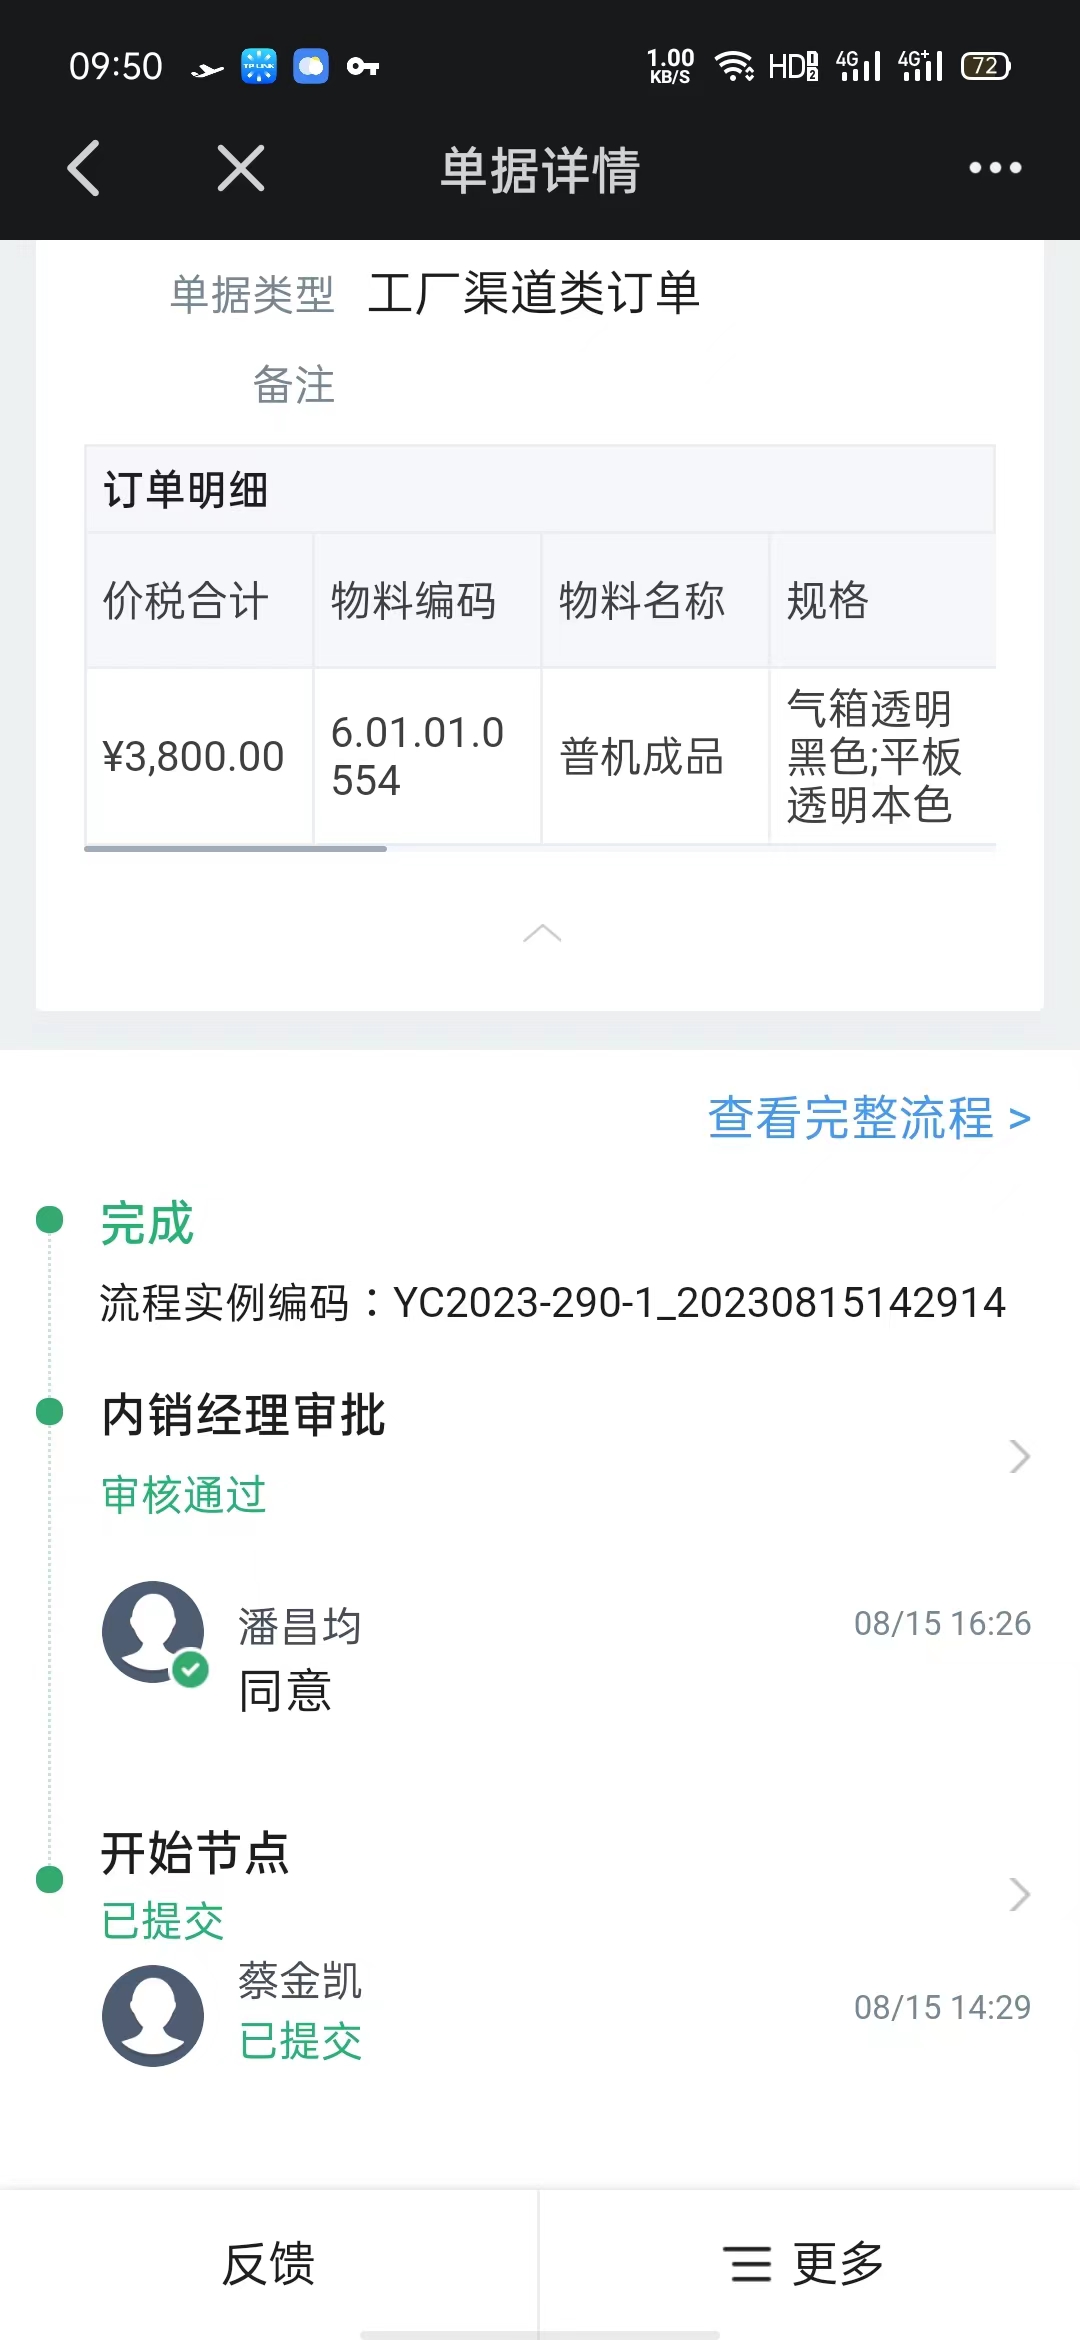 09:50
1.00 KB/S
HD 1 2
4G
4G+
72
单据详情
单据类型 工厂渠道类订单
备注
订单明细
价税合计 物料编码 物料名称 规格
¥3,800.00 6.01.01.0554 普机成品 气箱透明黑色;平板透明本色
查看完整流程 >
完成
流程实例编码：YC2023-290-1_20230815142914
内销经理审批
审核通过
潘昌均 08/15 16:26
同意
开始节点
已提交
蔡金凯 08/15 14:29
已提交
反馈 更多